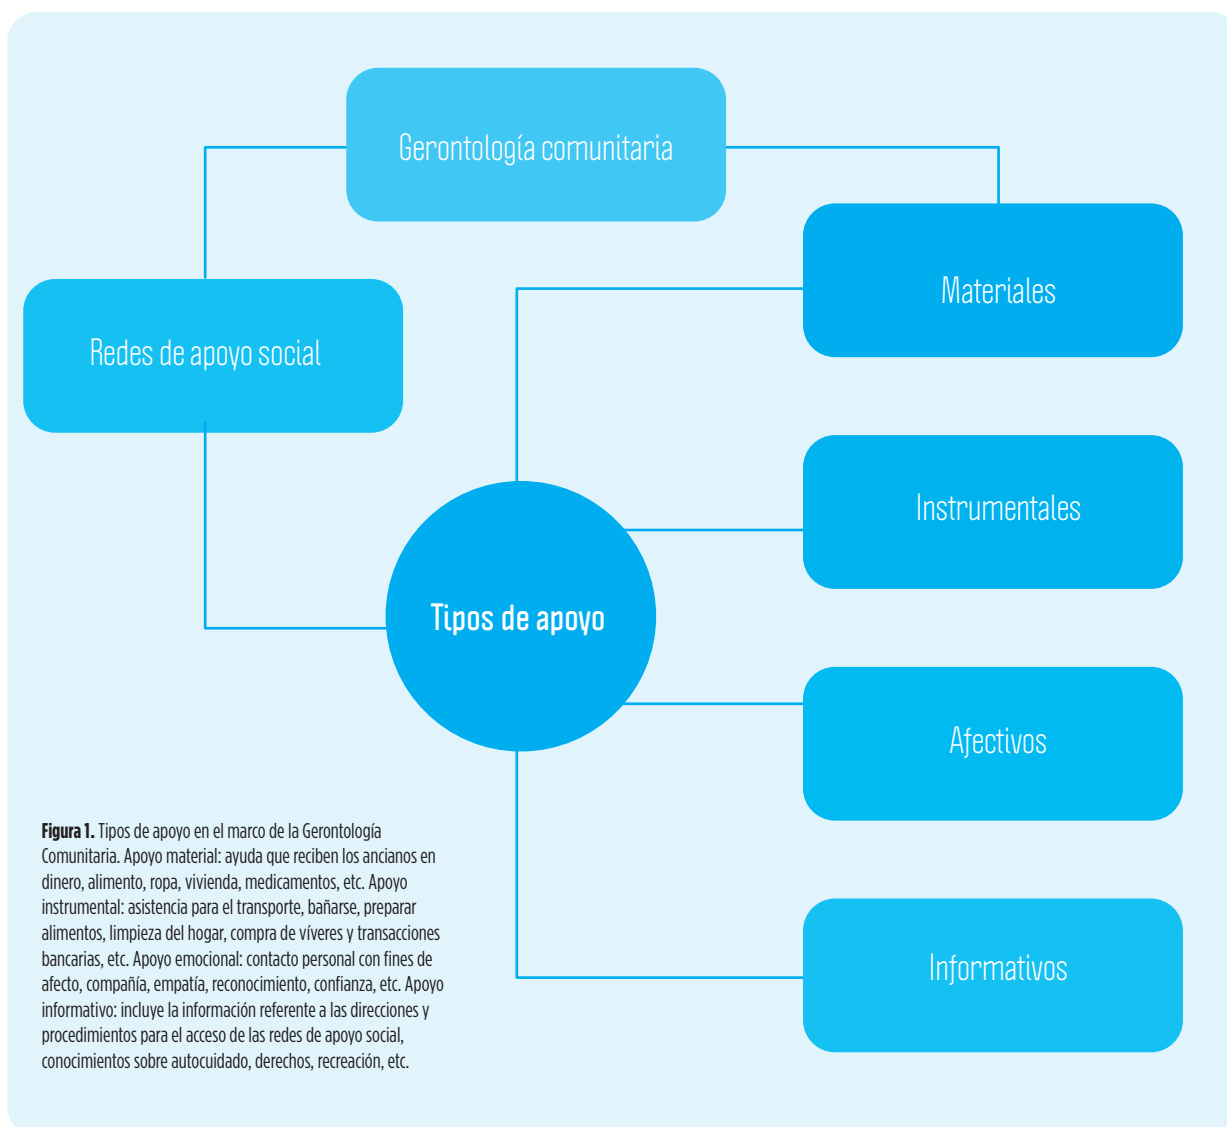 Gerontología comunitaria
Materiales
Redes de apoyo social
Instrumentales
Tipos de apoyo
Afectivos
Informativos
Figura 1. Tipos de apoyo en el marco de la Gerontología
Comunitaria. Apoyo material: ayuda que reciben los ancianos en
dinero, alimento, ropa, vivienda, medicamentos, etc. Apoyo
instrumental: asistencia para el transporte, bañarse, preparar
alimentos, limpieza del hogar, compra de víveres y transacciones
bancarias, etc. Apoyo emocional: contacto personal con fines de
afecto, compañía, empatía, reconocimiento, confianza, etc. Apoyo
informativo: incluye la información referente a las direcciones y
procedimientos para el acceso de las redes de apoyo social,
conocimientos sobre autocuidado, derechos, recreación, etc.